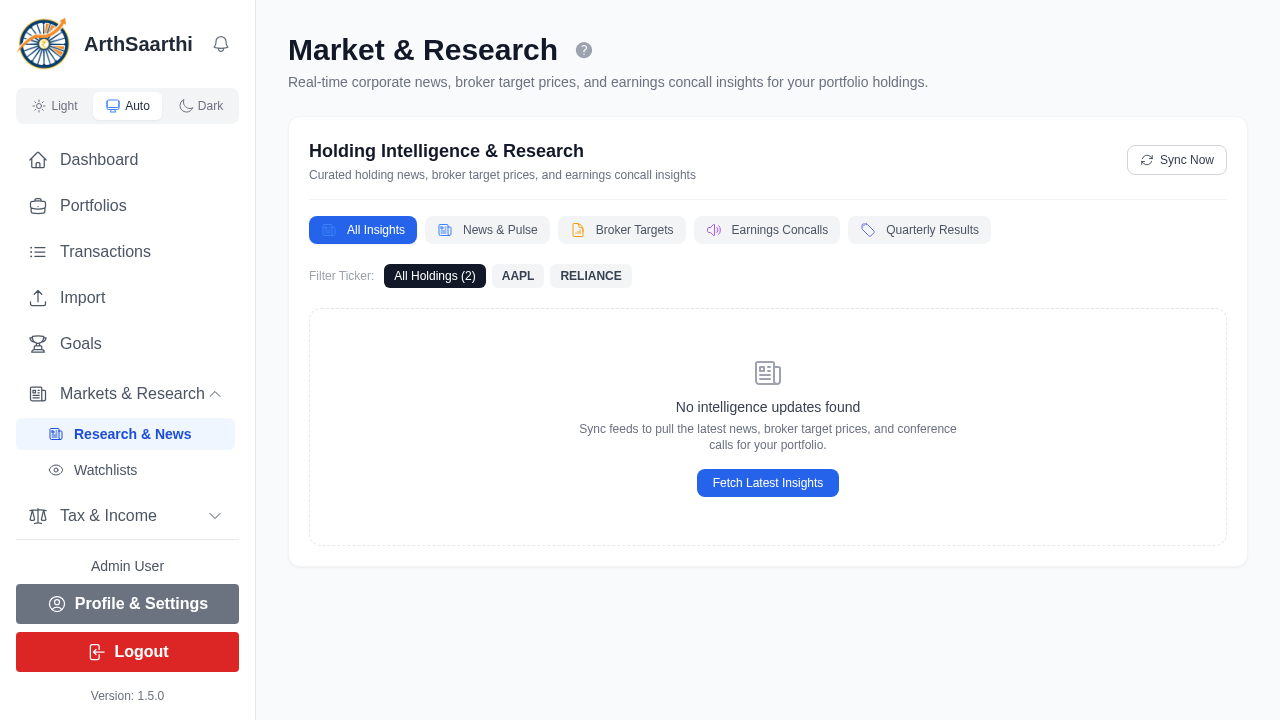 ArthSaarthi
Light
Auto
Dark
Dashboard
Portfolios
Transactions
Import
Goals
Markets & Research
Research & News
Watchlists
Tax & Income
Admin User
Profile & Settings
Logout
Version: 1.5.0
Market & Research
?
Real-time corporate news, broker target prices, and earnings concall insights for your portfolio holdings.
Holding Intelligence & Research
Curated holding news, broker target prices, and earnings concall insights
Sync Now
All Insights
News & Pulse
Broker Targets
Earnings Concalls
Quarterly Results
Filter Ticker:
All Holdings (2)
AAPL
RELIANCE
No intelligence updates found
Sync feeds to pull the latest news, broker target prices, and conference
calls for your portfolio.
Fetch Latest Insights